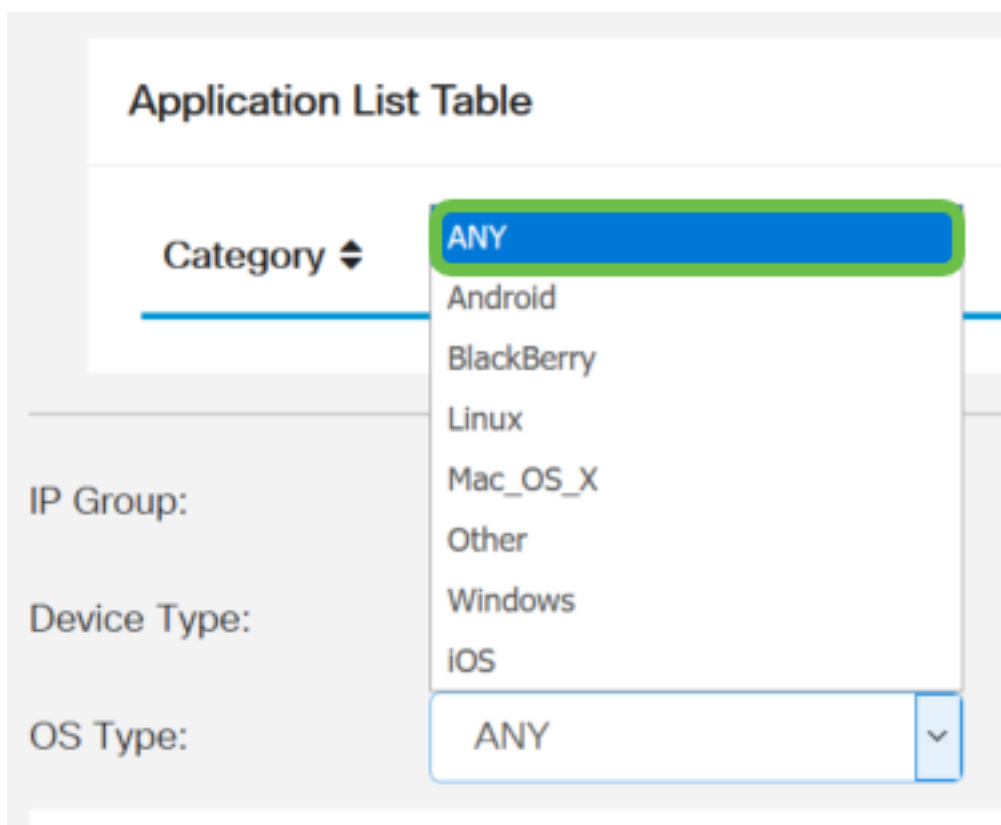 Application List Table
Category
ANY
Android
BlackBerry
Linux
Mac_OS_X
Other
Windows
iOS
IP Group:
Device Type:
OS Type:
ANY